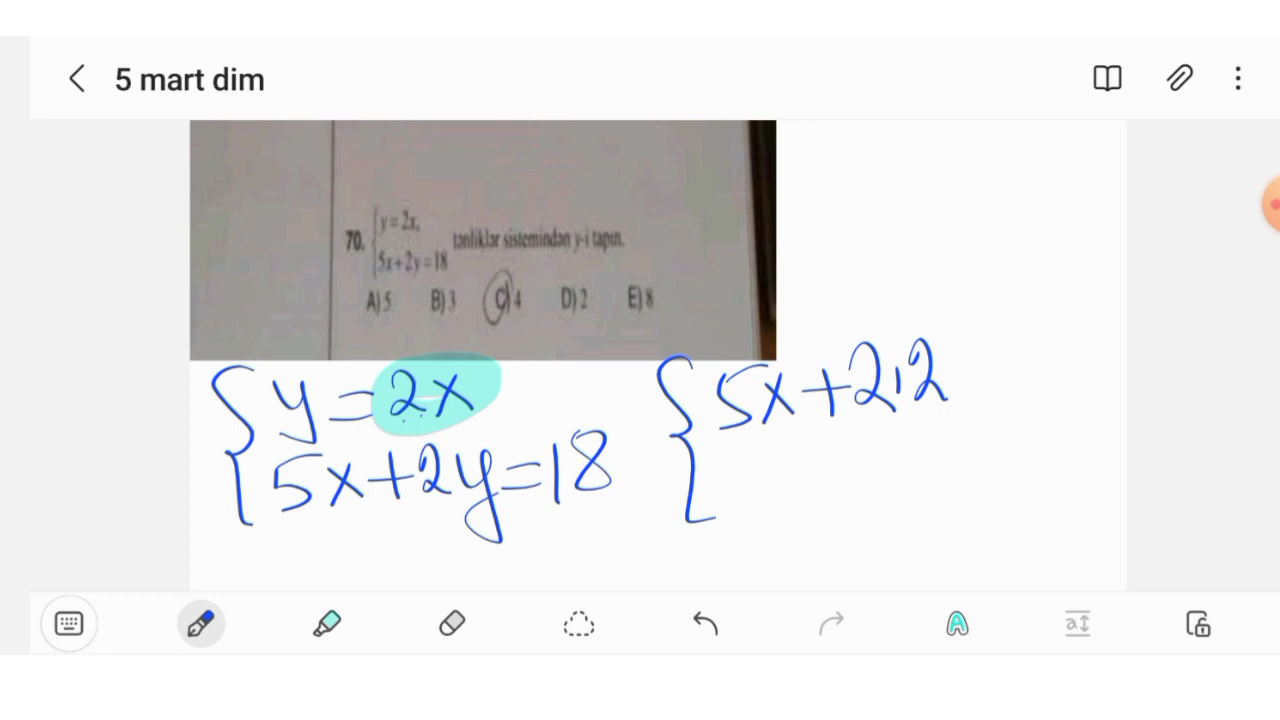 5 mart dim
70. { y = 2x,
5x+2y=18 tənliklər sistemindən y-i tapın.
A) 5 B) 3 C) 4 D) 2 E) 8
{ y = 2x
5x+2y=18
{ 5x+2·2
A
a